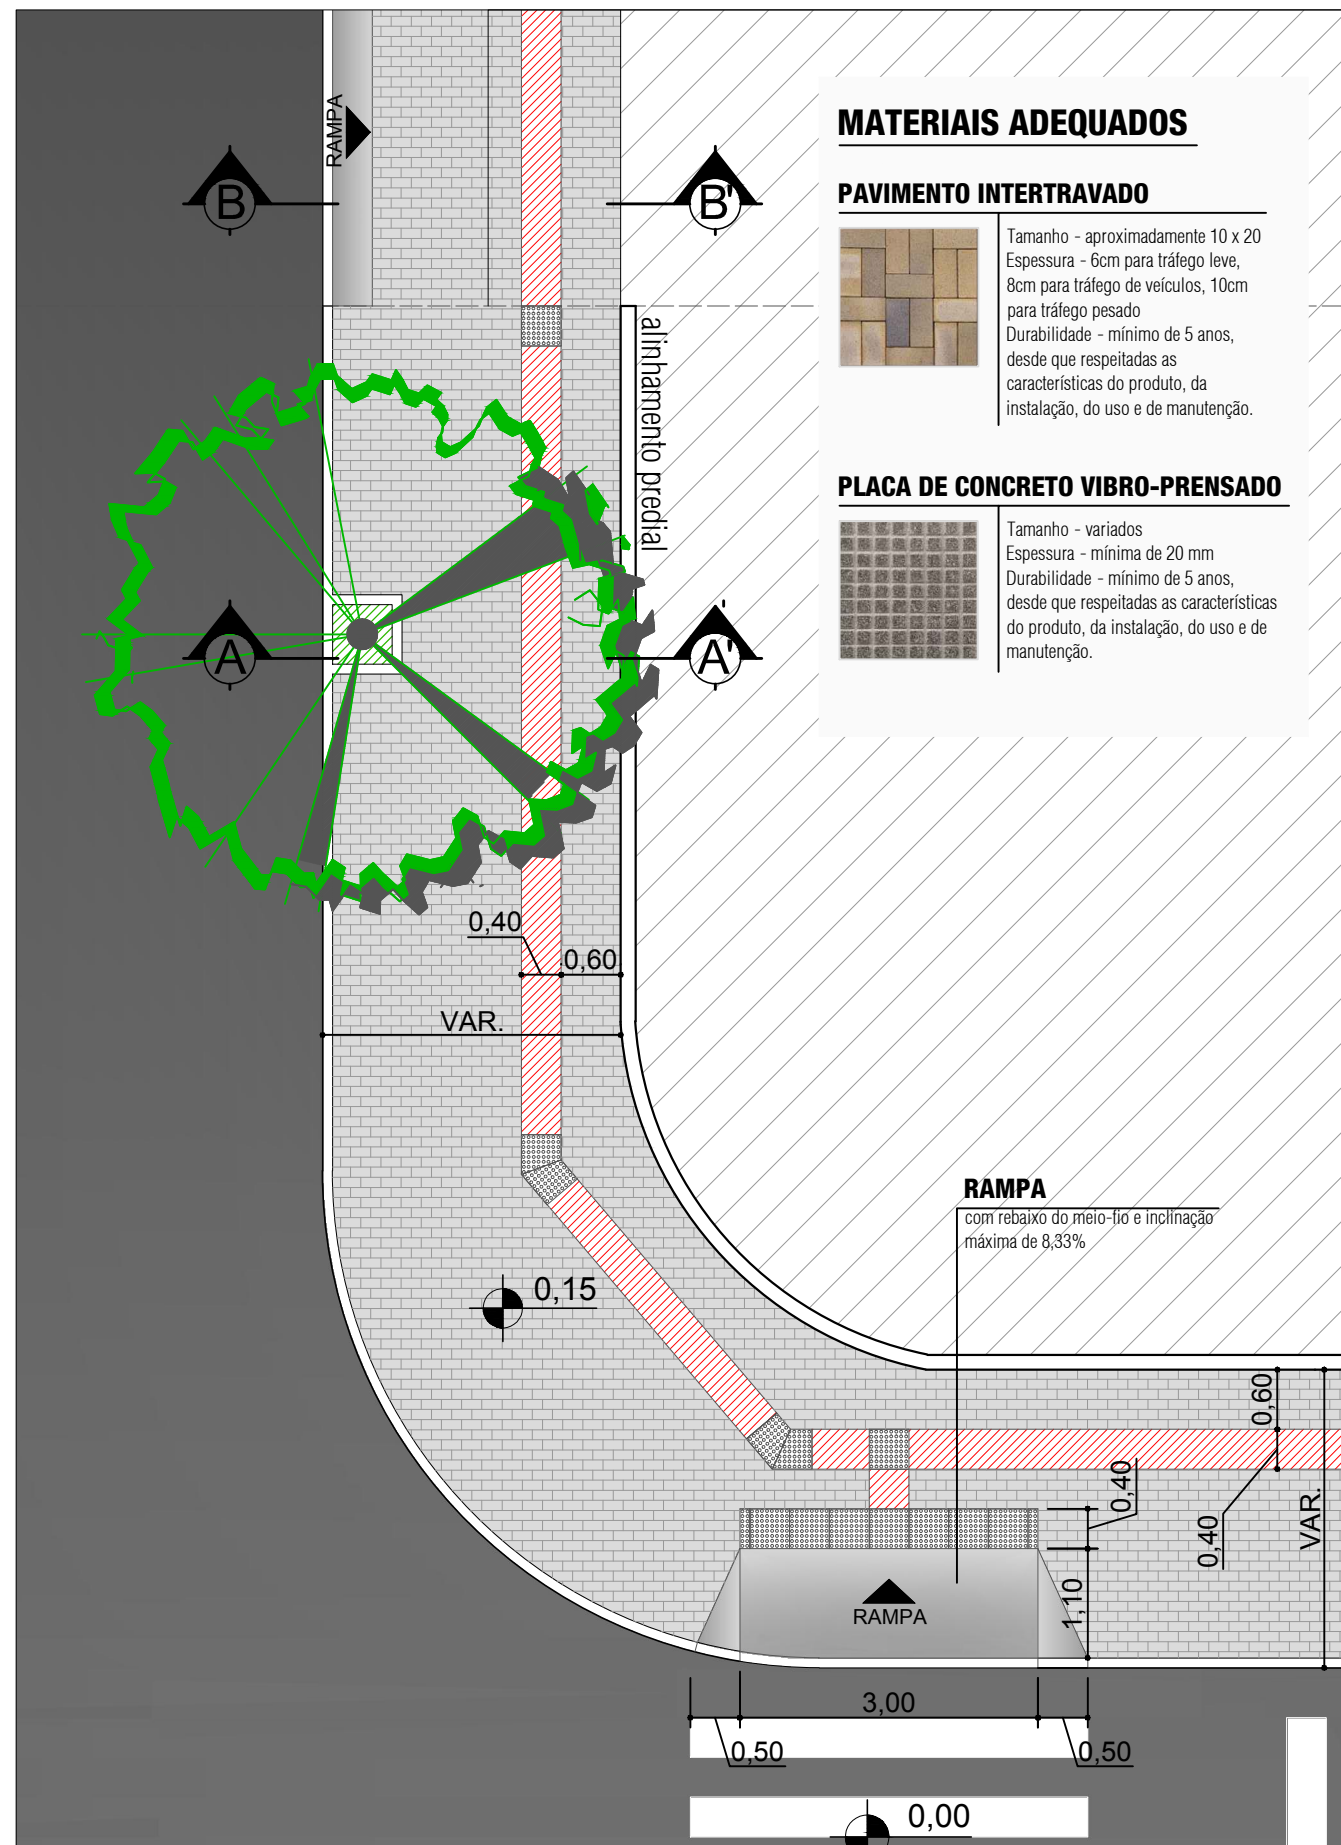 MATERIAIS ADEQUADOS
PAVIMENTO INTERTRAVADO
Tamanho - aproximadamente 10 x 20
Espessura - 6cm para tráfego leve,
8cm para tráfego de veículos, 10cm
para tráfego pesado
Durabilidade - mínimo de 5 anos,
desde que respeitadas as
características do produto, da
instalação, do uso e de manutenção.
PLACA DE CONCRETO VIBRO-PRENSADO
Tamanho - variados
Espessura - mínima de 20 mm
Durabilidade - mínimo de 5 anos,
desde que respeitadas as características
do produto, da instalação, do uso e de
manutenção.
RAMPA
B
B'
alinhamento predial
A
A'
0,40
0,60
VAR.
RAMPA
com rebaixo do meio-fio e inclinação
máxima de 8,33%
0,15
0,60
0,40
0,40
VAR.
1,10
RAMPA
3,00
0,50
0,50
0,00